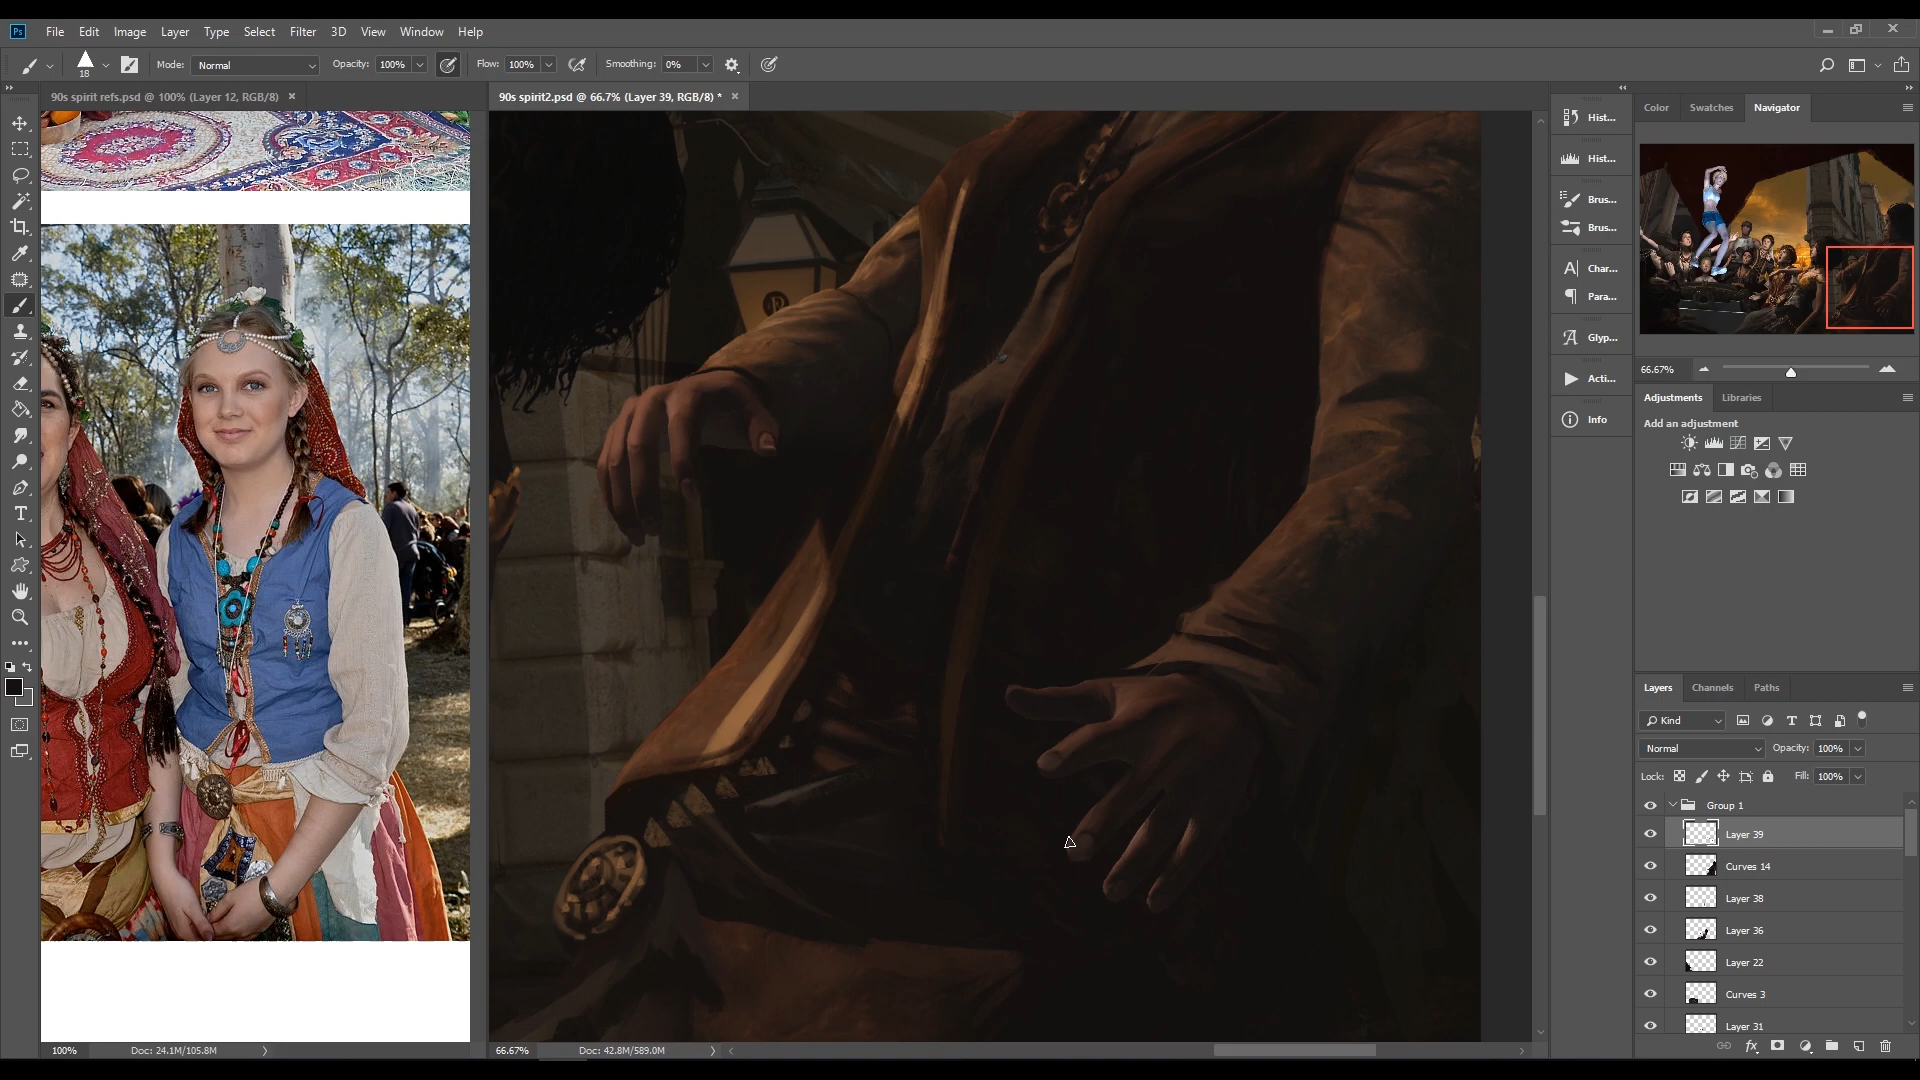 Ps File Edit Image Layer Type Select Filter 3D View Window Help
18 Mode: Normal Opacity: 100% Flow: 100% Smoothing: 0%
90s spirit refs.psd @ 100% (Layer 12, RGB/8) ×
90s spirit2.psd @ 66.7% (Layer 39, RGB/8) * ×
Hist...
Hist...
Brus...
Brus...
Char...
Para...
Glyp...
Acti...
Info
Color Swatches Navigator
66.67%
Adjustments Libraries
Add an adjustment
Layers Channels Paths
Kind
Normal Opacity: 100%
Lock: Fill: 100%
Group 1
Layer 39
Curves 14
Layer 38
Layer 36
Layer 22
Curves 3
Layer 31
100% Doc: 24.1M/105.8M
66.67% Doc: 42.8M/589.0M